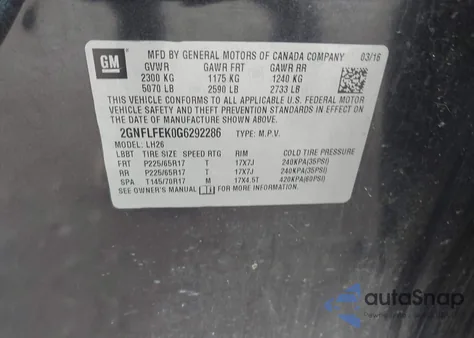 GM
MFD BY GENERAL MOTORS OF CANADA COMPANY 03/16
GVWR GAWR FRT GAWR RR
2300 KG 1175 KG 1240 KG
5070 LB 2590 LB 2733 LB
THIS VEHICLE CONFORMS TO ALL APPLICABLE U.S. FEDERAL MOTOR
VEHICLE SAFETY AND THEFT PREVENTION STANDARDS IN EFFECT ON THE
DATE OF MANUFACTURE SHOWN ABOVE.
2GNFLFEK0G6292286 TYPE: M.P.V.
MODEL: LH26
LBBT TIRE SIZE SPEED RTG RIM COLD TIRE PRESSURE
FRT P225/65R17 T 17X7J 240KPA(35PSI)
RR P225/65R17 T 17X7J 240KPA(35PSI)
SPA T145/70R17 M 17X4.5T 420KPA(60PSI)
SEE OWNER'S MANUAL FOR MORE INFORMATION.
autoSnap